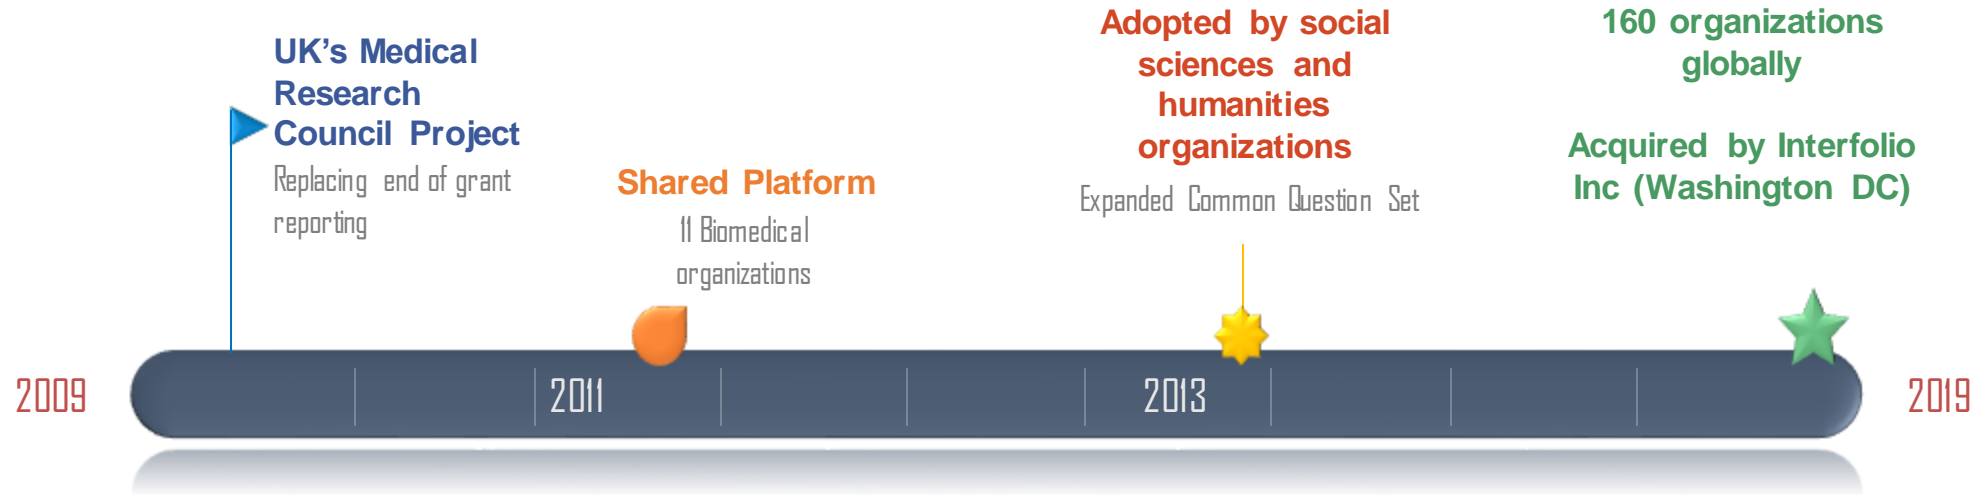 UK’s Medical
Research
Council Project
Replacing end of grant
reporting
Shared Platform
11 Biomedical
organizations
Adopted by social
sciences and
humanities
organizations
Expanded Common Question Set
160 organizations
globally
Acquired by Interfolio
Inc (Washington DC)
2009
2011
2013
2019